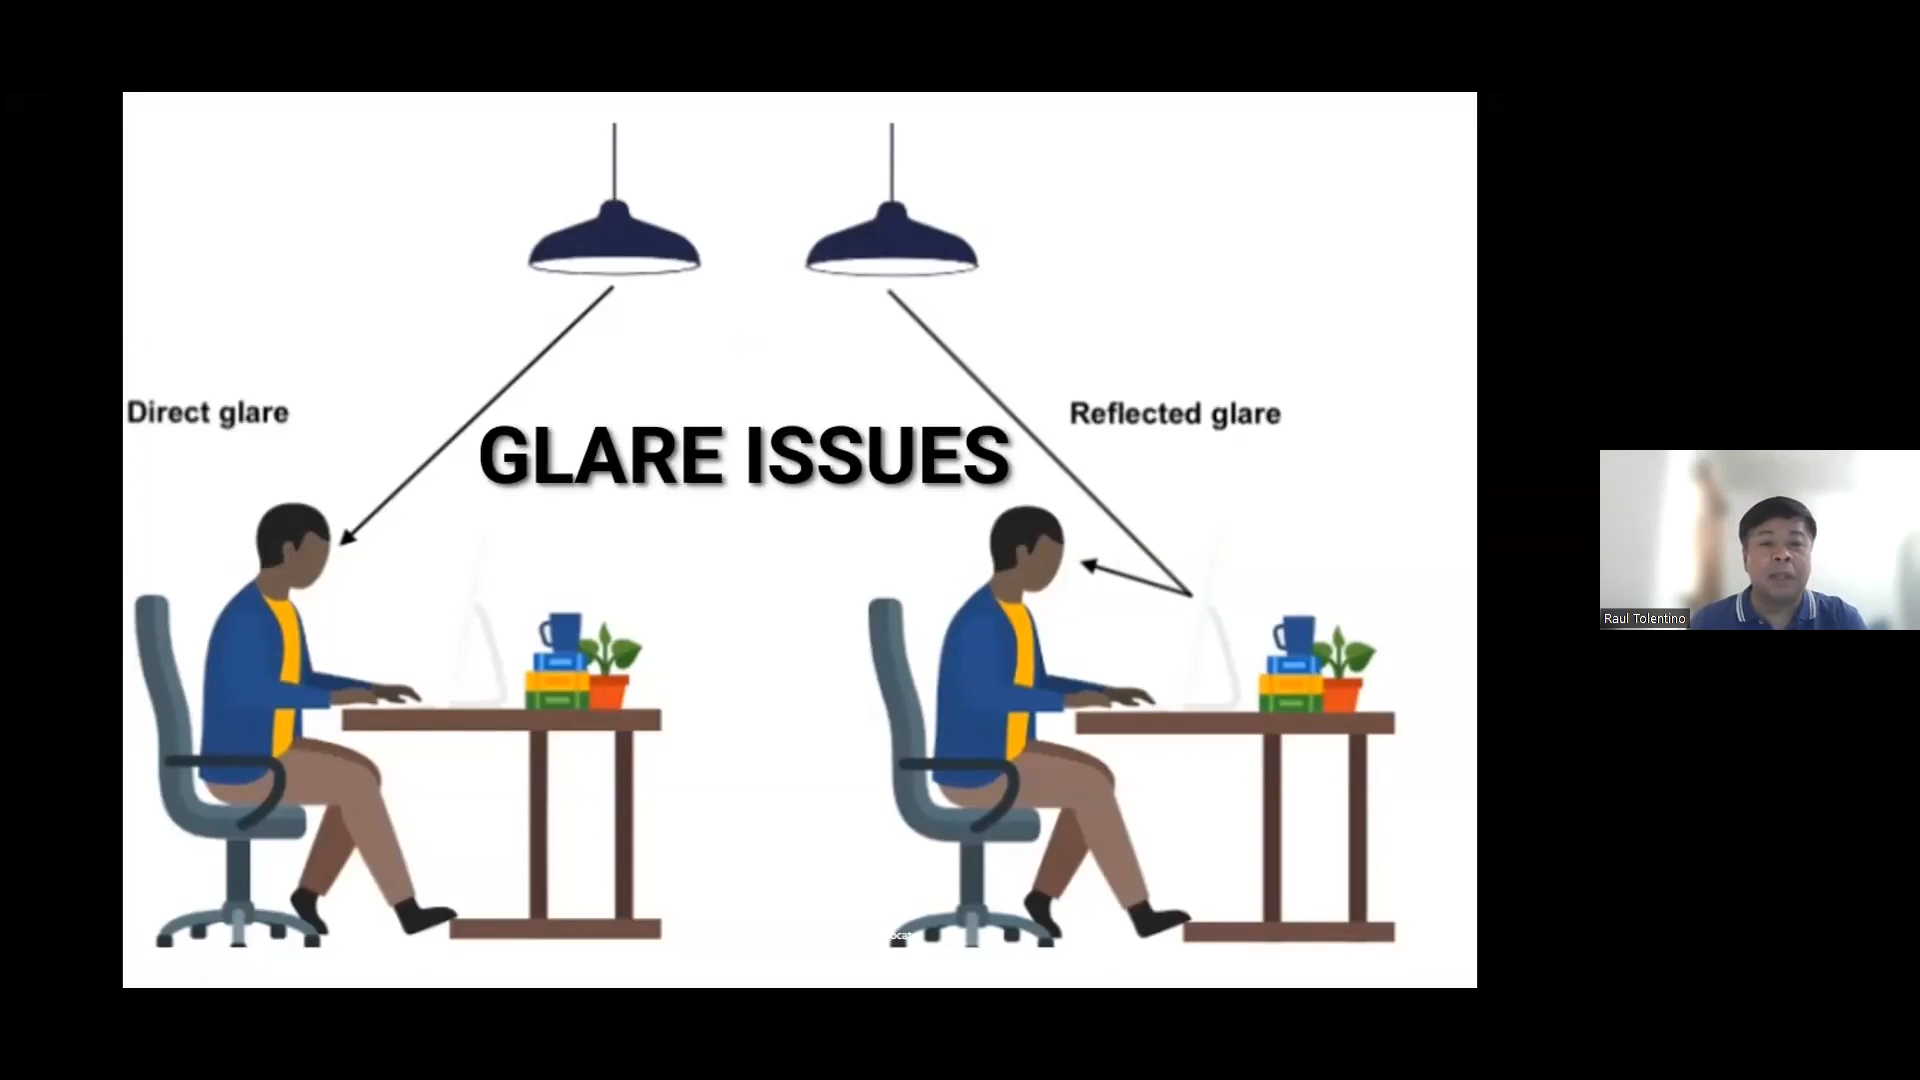 Direct glare
GLARE ISSUES
Reflected glare
Raul Tolentino